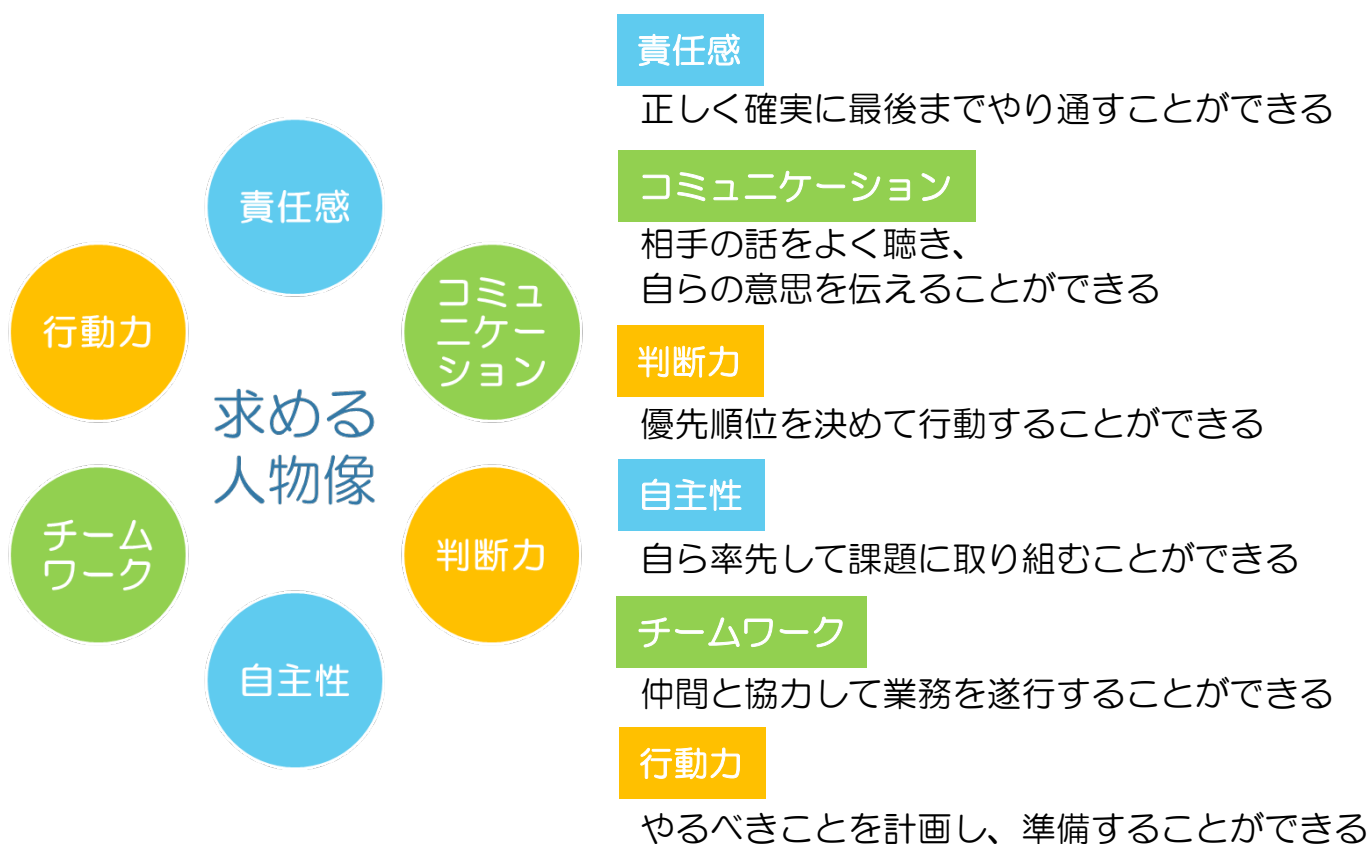 責任感
コミュ
ニケー
ション
判断力
自主性
チーム
ワーク
行動力
求める
人物像
責任感
正しく確実に最後までやり通すことができる
コミュニケーション
相手の話をよく聴き、
自らの意思を伝えることができる
判断力
優先順位を決めて行動することができる
自主性
自ら率先して課題に取り組むことができる
チームワーク
仲間と協力して業務を遂行することができる
行動力
やるべきことを計画し、準備することができる